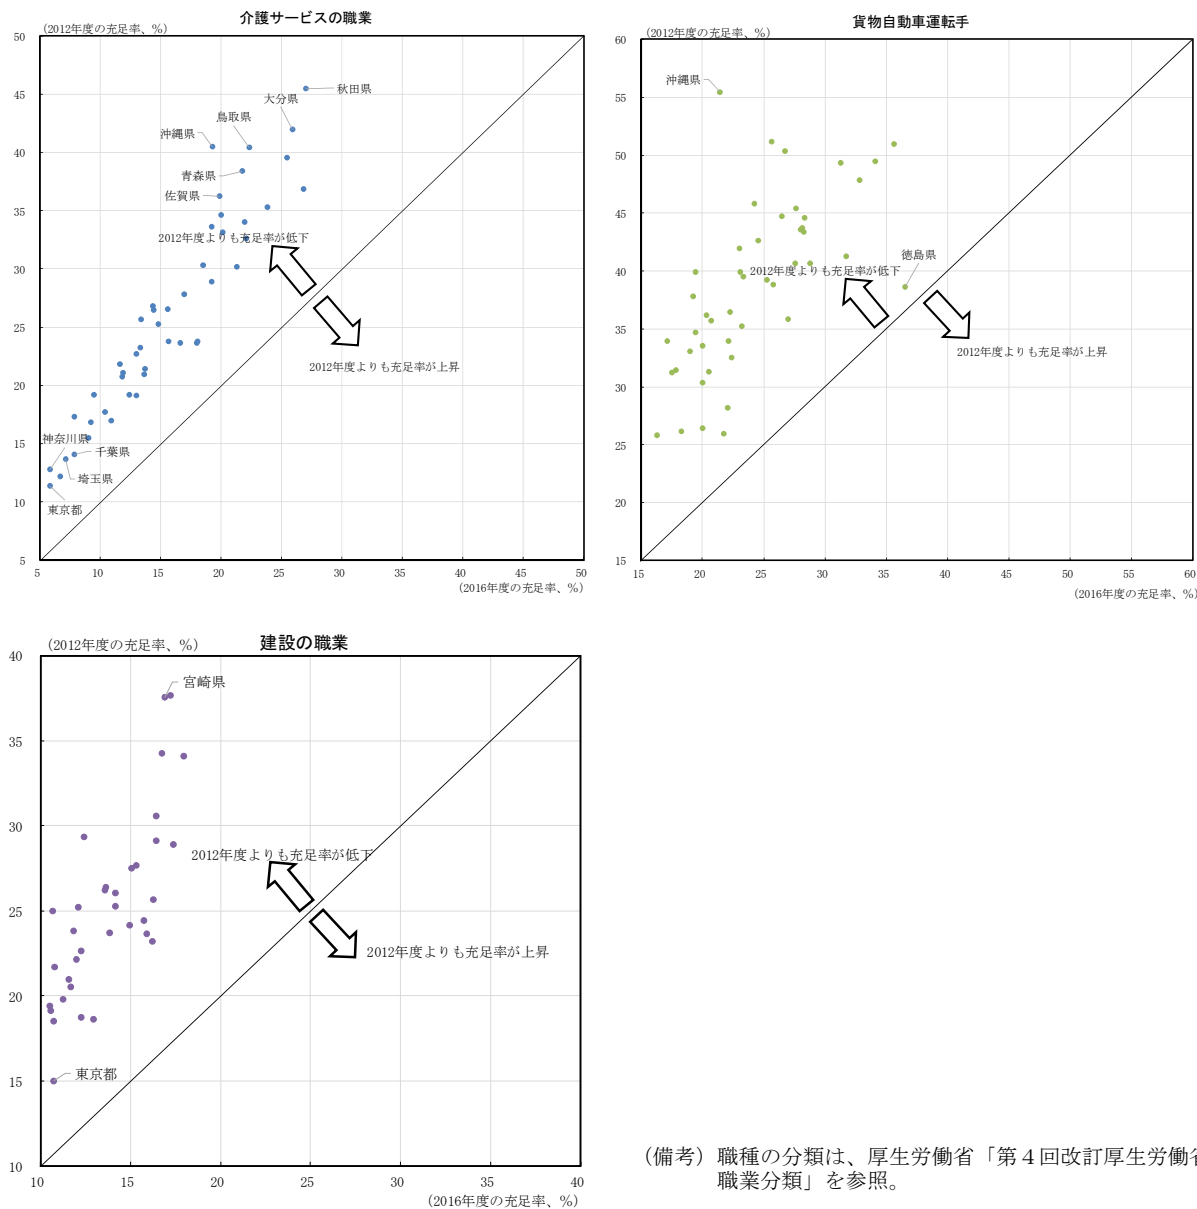 介護サービスの職業
（2012年度の充足率、%）
50
45
40
35
30
25
20
15
10
5
秋田県
大分県
鳥取県
沖縄県
青森県
佐賀県
2012年度よりも充足率が低下
2012年度よりも充足率が上昇
神奈川県
千葉県
埼玉県
東京都
5 10 15 20 25 30 35 40 45 50
（2016年度の充足率、%）
貨物自動車運転手
（2012年度の充足率、%）
60
55
50
45
40
35
30
25
20
15
沖縄県
徳島県
2012年度よりも充足率が低下
2012年度よりも充足率が上昇
15 20 25 30 35 40 45 50 55 60
（2016年度の充足率、%）
建設の職業
（2012年度の充足率、%）
40
35
30
25
20
15
10
宮崎県
2012年度よりも充足率が低下
2012年度よりも充足率が上昇
東京都
10 15 20 25 30 35 40
（2016年度の充足率、%）
（備考）職種の分類は、厚生労働省「第４回改訂厚生労働省
職業分類」を参照。